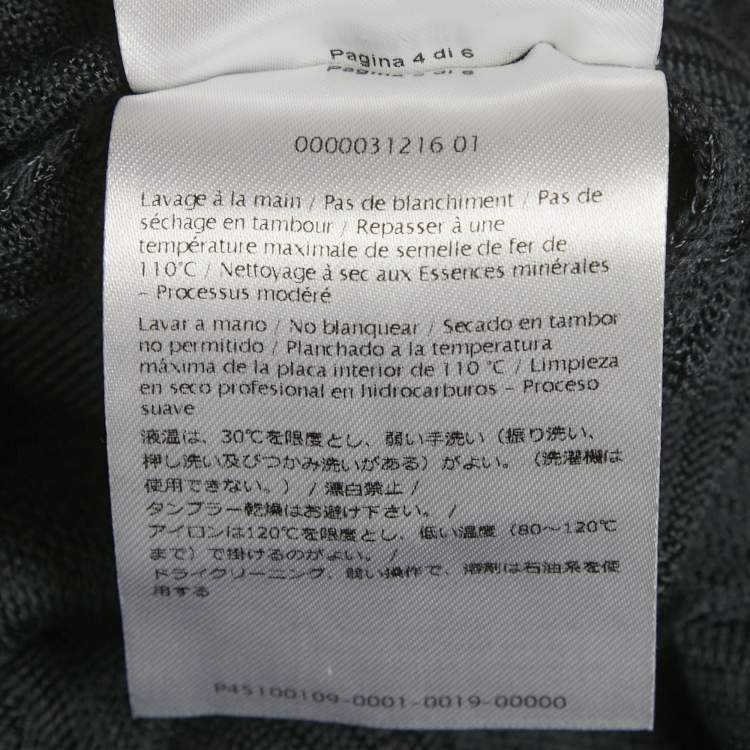 Pagina 4 di 6
0000031216 01
Lavage à la main / Pas de blanchiment / Pas de
séchage en tambour / Repasser à une
température maximale de semelle de fer de
110°C / Nettoyage à sec aux Essences minérales
- Processus modéré
Lavar a mano / No blanquear / Secado en tambor
no permitido / Planchado a la temperatura
máxima de la placa interior de 110 °C / Limpieza
en seco profesional en hidrocarburos - Proceso
suave
液温は、30℃を限度とし、弱い手洗い（振り洗い、
押し洗い及びつかみ洗いがある）がよい。（洗濯機は
使用できない。） / 漂白禁止 /
タンブラー乾燥はお避け下さい。 /
アイロンは120℃を限度とし、低い温度（80～120℃
まで）で掛けるのがよい。 /
ドライクリーニング、弱い操作で、溶剤は石油系を使
用する
P45100109-0001-0019-00000